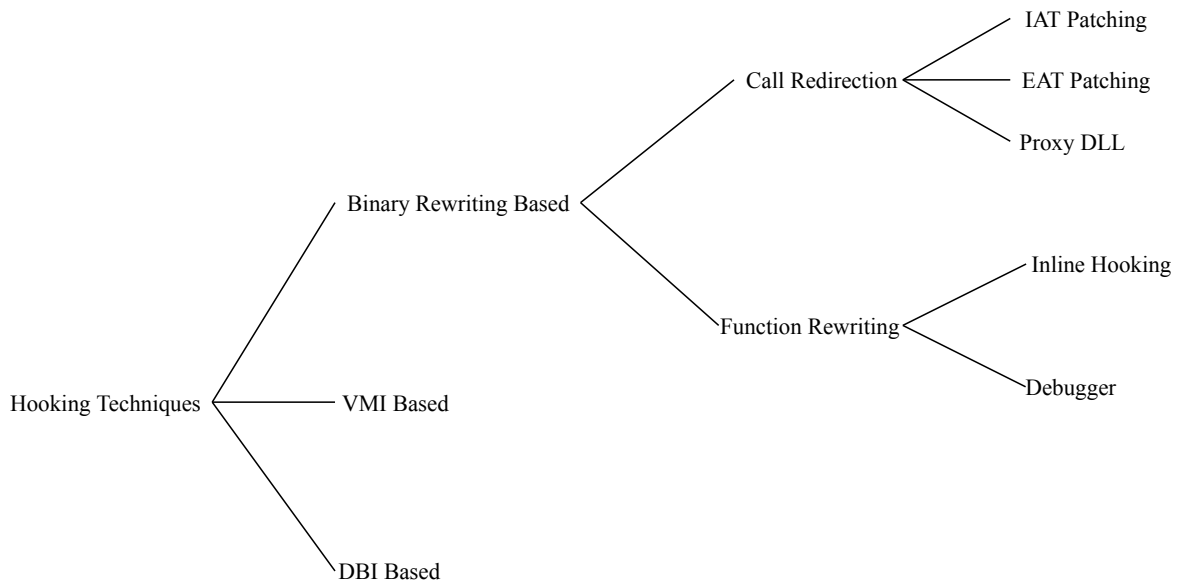 IAT Patching
Call Redirection
EAT Patching
Proxy DLL
Binary Rewriting Based
Inline Hooking
Function Rewriting
Debugger
Hooking Techniques
VMI Based
DBI Based